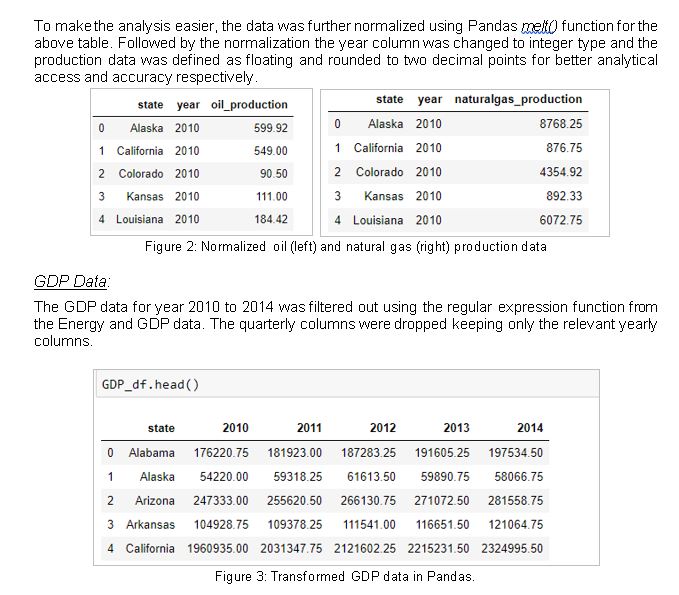 To make the analysis easier, the data was further normalized using Pandas melt() function for the
above table. Followed by the normalization the year column was changed to integer type and the
production data was defined as floating and rounded to two decimal points for better analytical
access and accuracy respectively.
state year oil_production
0 Alaska 2010 599.92
1 California 2010 549.00
2 Colorado 2010 90.50
3 Kansas 2010 111.00
4 Louisiana 2010 184.42
state year naturalgas_production
0 Alaska 2010 8768.25
1 California 2010 876.75
2 Colorado 2010 4354.92
3 Kansas 2010 892.33
4 Louisiana 2010 6072.75
Figure 2: Normalized oil (left) and natural gas (right) production data
GDP Data:
The GDP data for year 2010 to 2014 was filtered out using the regular expression function from
the Energy and GDP data. The quarterly columns were dropped keeping only the relevant yearly
columns.
GDP_df.head()
state 2010 2011 2012 2013 2014
0 Alabama 176220.75 181923.00 187283.25 191605.25 197534.50
1 Alaska 54220.00 59318.25 61613.50 59890.75 58066.75
2 Arizona 247333.00 255620.50 266130.75 271072.50 281558.75
3 Arkansas 104928.75 109378.25 111541.00 116651.50 121064.75
4 California 1960935.00 2031347.75 2121602.25 2215231.50 2324995.50
Figure 3: Transformed GDP data in Pandas.